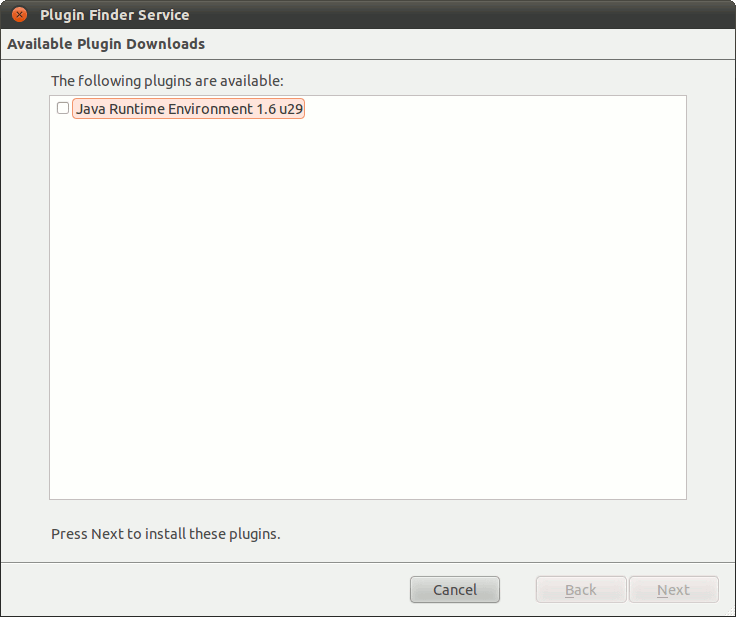 Plugin Finder Service
Available Plugin Downloads
The following plugins are available:
Java Runtime Environment 1.6 u29
Press Next to install these plugins.
Cancel
Back
Next